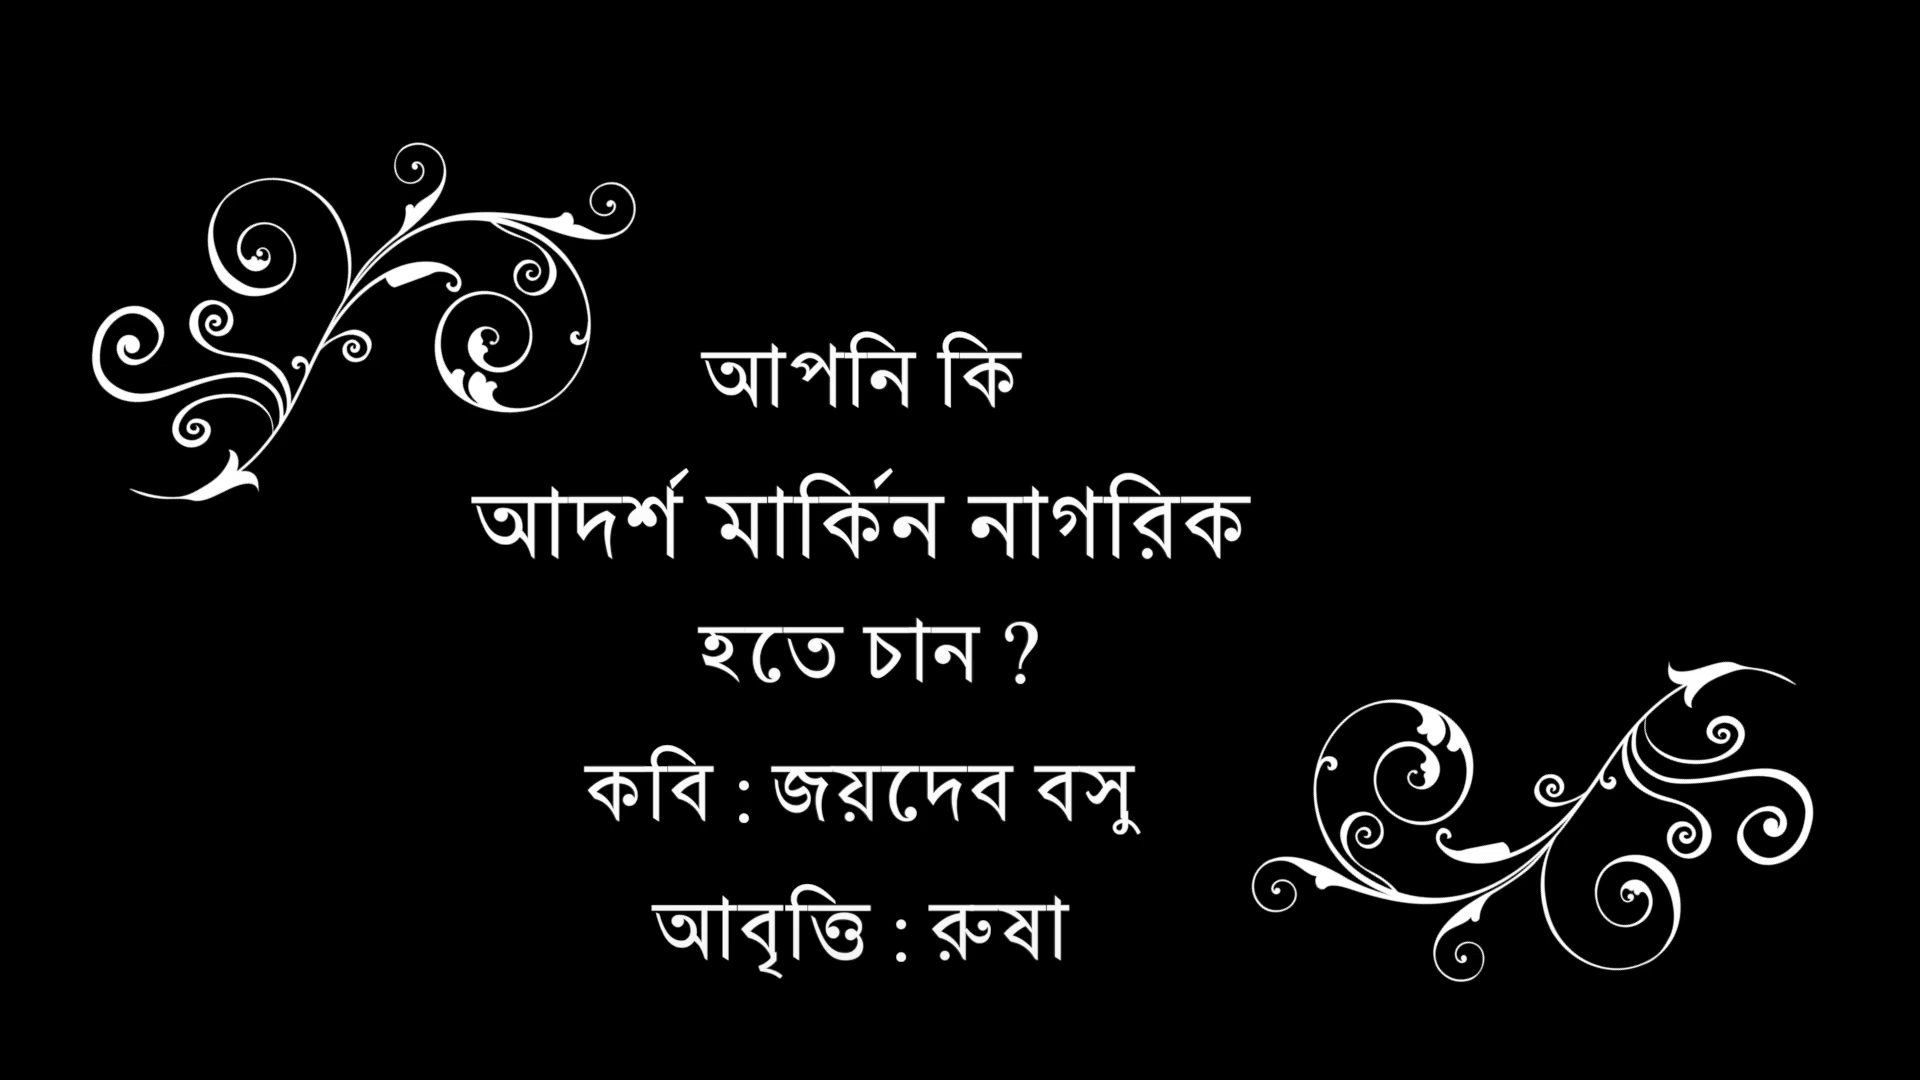 আপনি কি
আদর্শ মার্কিন নাগরিক
হতে চান ?
কবি : জয়দেব বসু
আবৃত্তি : রুষা